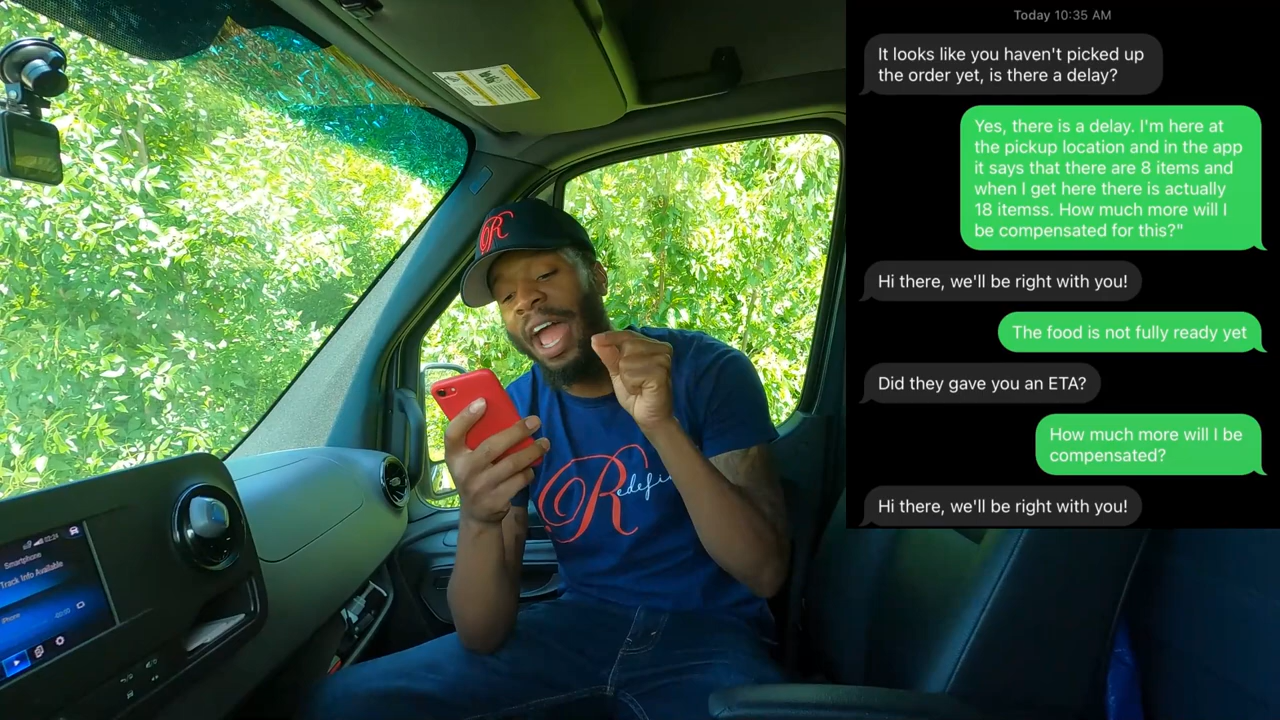 Today 10:35 AM
It looks like you haven't picked up
the order yet, is there a delay?
Yes, there is a delay. I'm here at
the pickup location and in the app
it says that there are 8 items and
when I get here there is actually
18 itemss. How much more will I
be compensated for this?"
Hi there, we'll be right with you!
The food is not fully ready yet
Did they gave you an ETA?
How much more will I be
compensated?
Hi there, we'll be right with you!
R
Redefi
Smartphone
Track Info Available
iPhone